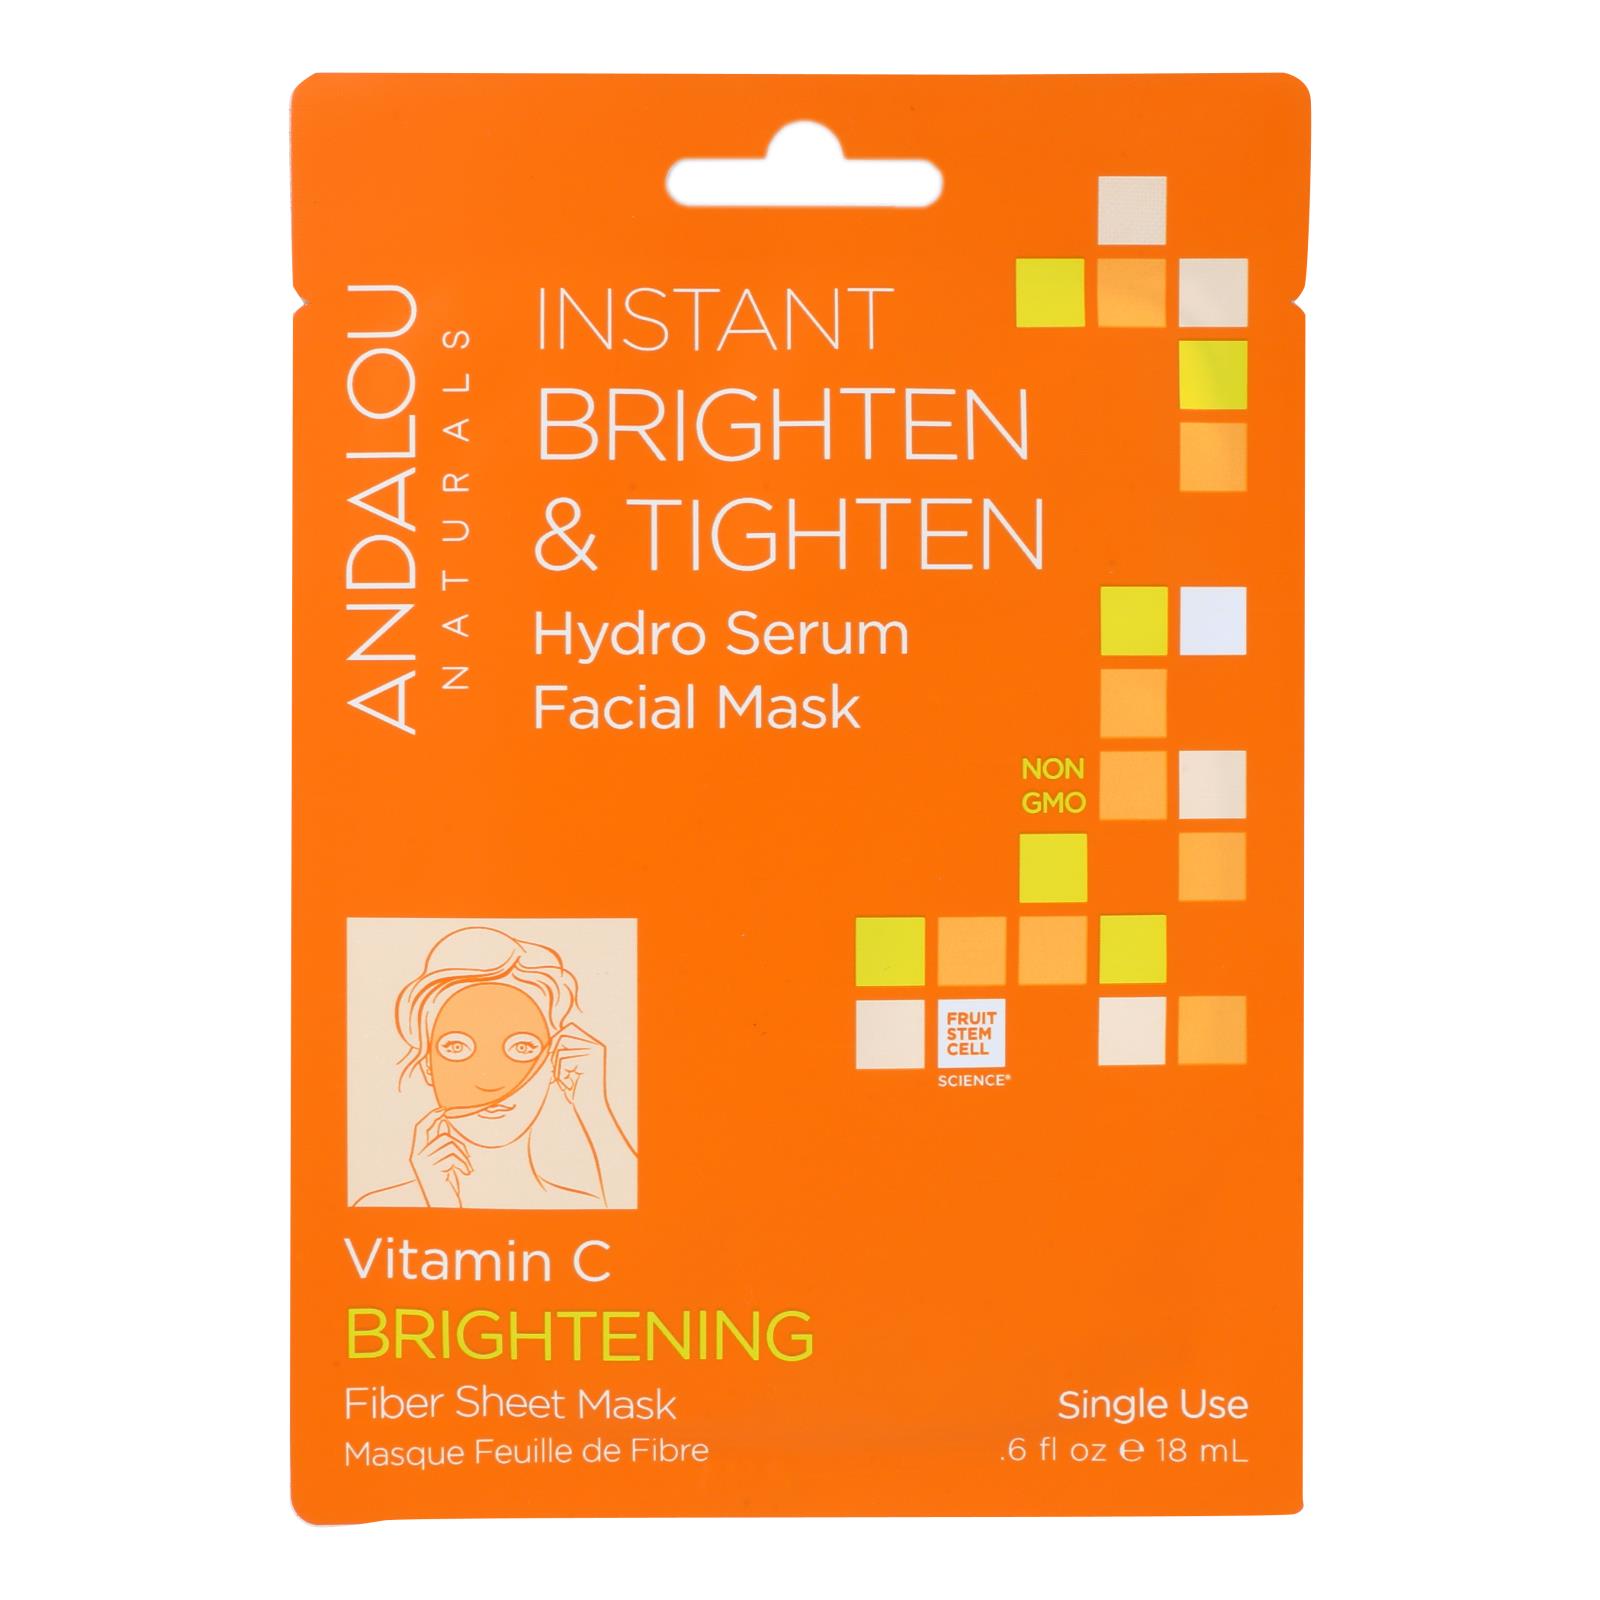 ANDALOU
NATURALS
INSTANT
BRIGHTEN
& TIGHTEN
Hydro Serum
Facial Mask
NON
GMO
FRUIT
STEM
CELL
SCIENCE®
Vitamin C
BRIGHTENING
Fiber Sheet Mask
Masque Feuille de Fibre
Single Use
.6 fl oz ℮ 18 mL